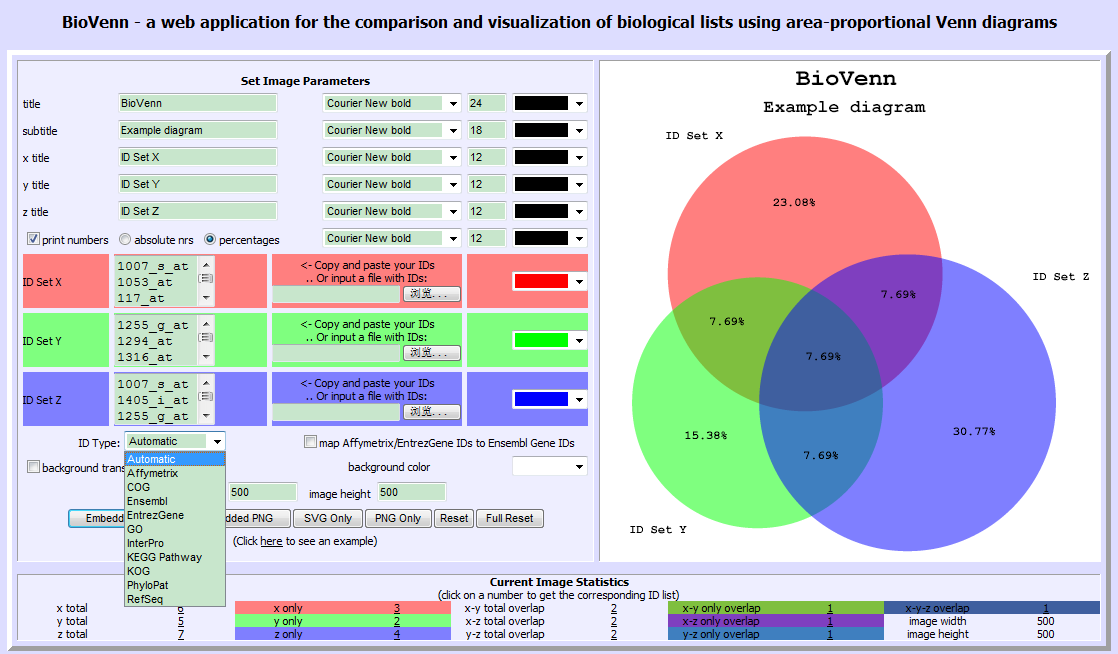 BioVenn - a web application for the comparison and visualization of biological lists using area-proportional Venn diagrams
Set Image Parameters
title BioVenn Courier New bold 24
subtitle Example diagram Courier New bold 18
x title ID Set X Courier New bold 12
y title ID Set Y Courier New bold 12
z title ID Set Z Courier New bold 12
print numbers absolute nrs percentages Courier New bold 12
ID Set X
1007_s_at
1053_at
117_at
<- Copy and paste your IDs
.. Or input a file with IDs:
浏览...
ID Set Y
1255_g_at
1294_at
1316_at
<- Copy and paste your IDs
.. Or input a file with IDs:
浏览...
ID Set Z
1007_s_at
1405_i_at
1255_g_at
<- Copy and paste your IDs
.. Or input a file with IDs:
浏览...
ID Type: Automatic map Affymetrix/EntrezGene IDs to Ensembl Gene IDs
background trans background color
500 image height 500
Embedd dded PNG SVG Only PNG Only Reset Full Reset
(Click here to see an example)
Automatic
Affymetrix
COG
Ensembl
EntrezGene
GO
InterPro
KEGG Pathway
KOG
PhyloPat
RefSeq
BioVenn
Example diagram
ID Set X
23.08%
ID Set Z
7.69%
7.69%
7.69%
15.38%
30.77%
7.69%
ID Set Y
Current Image Statistics
(click on a number to get the corresponding ID list)
x total 6 x only 3 x-y total overlap 2 x-y only overlap 1 x-y-z overlap 1
y total 5 y only 2 x-z total overlap 2 x-z only overlap 1 image width 500
z total 7 z only 4 y-z total overlap 2 y-z only overlap 1 image height 500